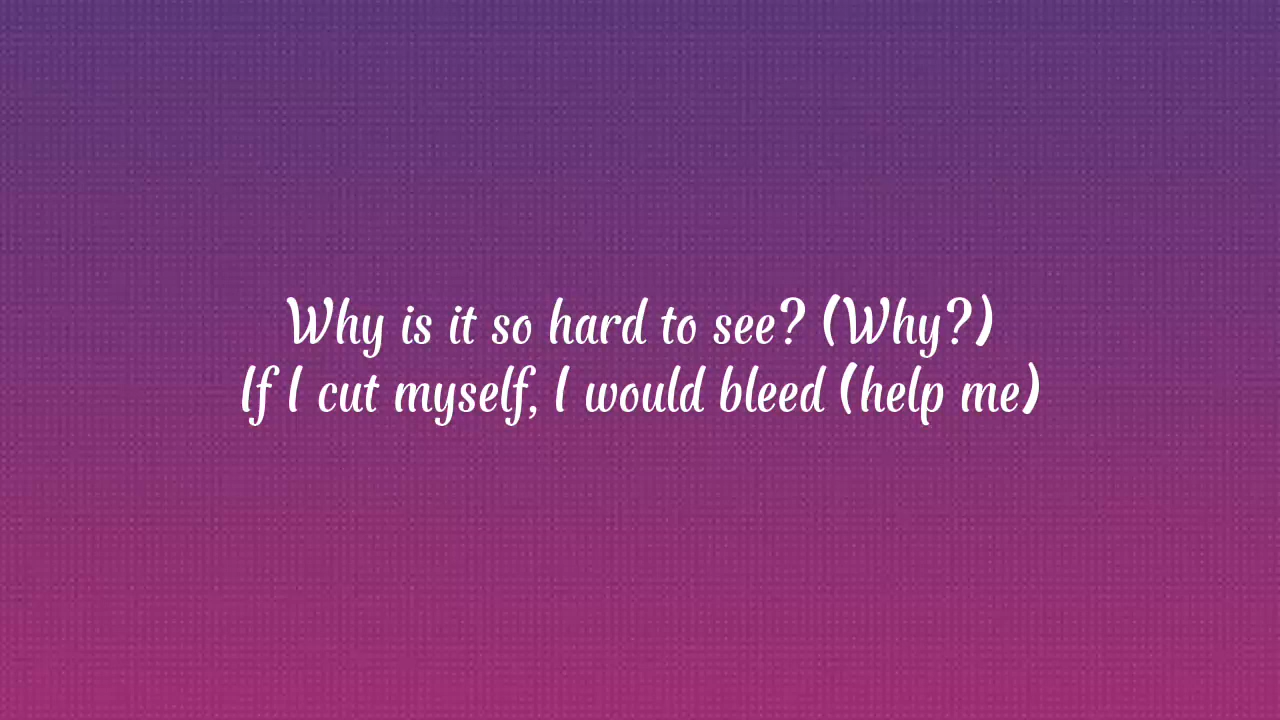 Why is it so hard to see? (Why?)
If I cut myself, I would bleed (help me)